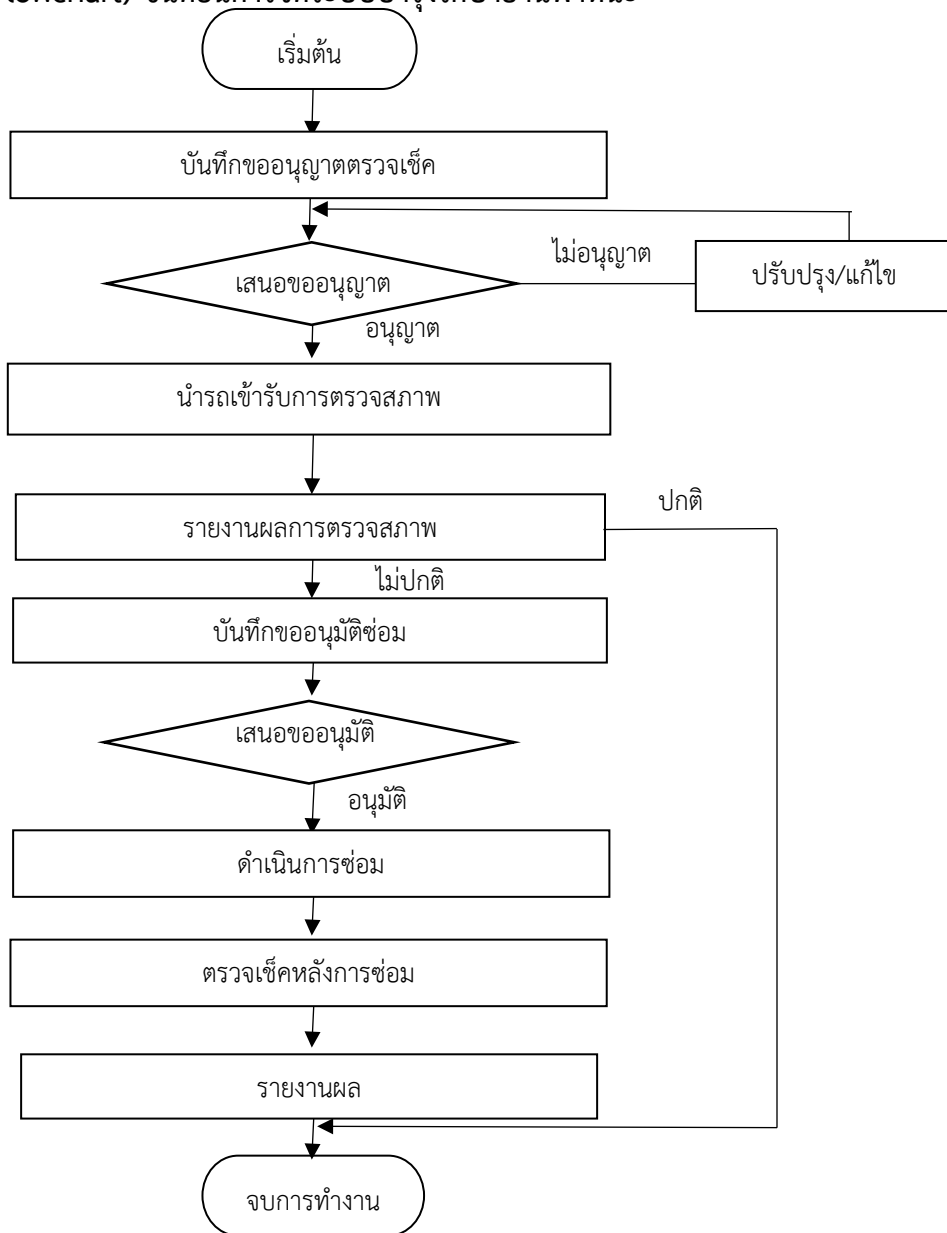 เริ่มต้น
บันทึกขออนุญาตตรวจเช็ค
ไม่อนุญาต
เสนอขออนุญาต
ปรับปรุง/แก้ไข
อนุญาต
นำรถเข้ารับการตรวจสภาพ
ปกติ
รายงานผลการตรวจสภาพ
ไม่ปกติ
บันทึกขออนุมัติซ่อม
เสนอขออนุมัติ
อนุมัติ
ดำเนินการซ่อม
ตรวจเช็คหลังการซ่อม
รายงานผล
จบการทำงาน